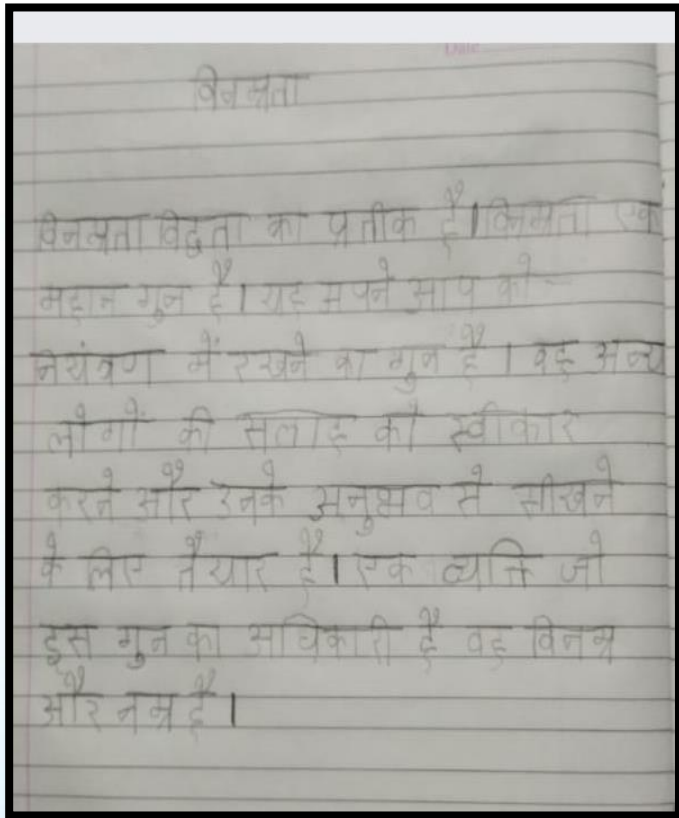 Date
विनम्रता
विनम्रता विद्वता का प्रतीक है। विनम्रता एक
महान गुन है। यह अपने आप को
नियंत्रण में रखने का गुन है। वह अन्य
लोगों की सलाह को स्वीकार
करने और उनके अनुभव से सीखने
के लिए तैयार है। एक व्यक्ति जो
इस गुन का अधिकारी है वह विनम्र
और नम्र है।